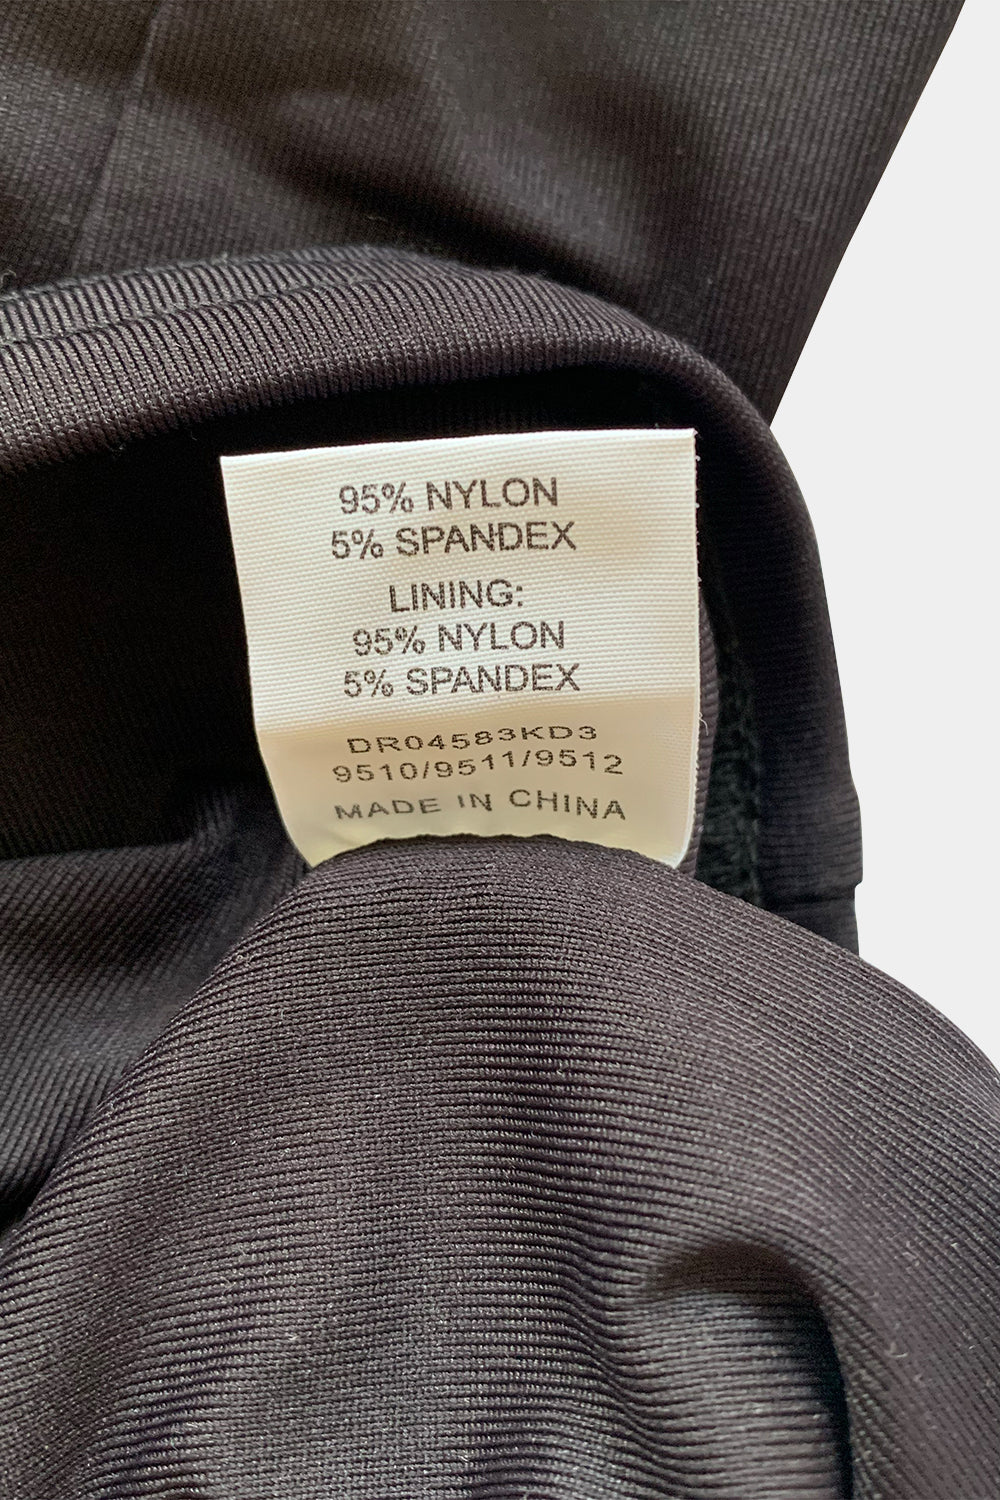 95% NYLON
5% SPANDEX
LINING:
95% NYLON
5% SPANDEX
DR04583KD3
9510/9511/9512
MADE IN CHINA